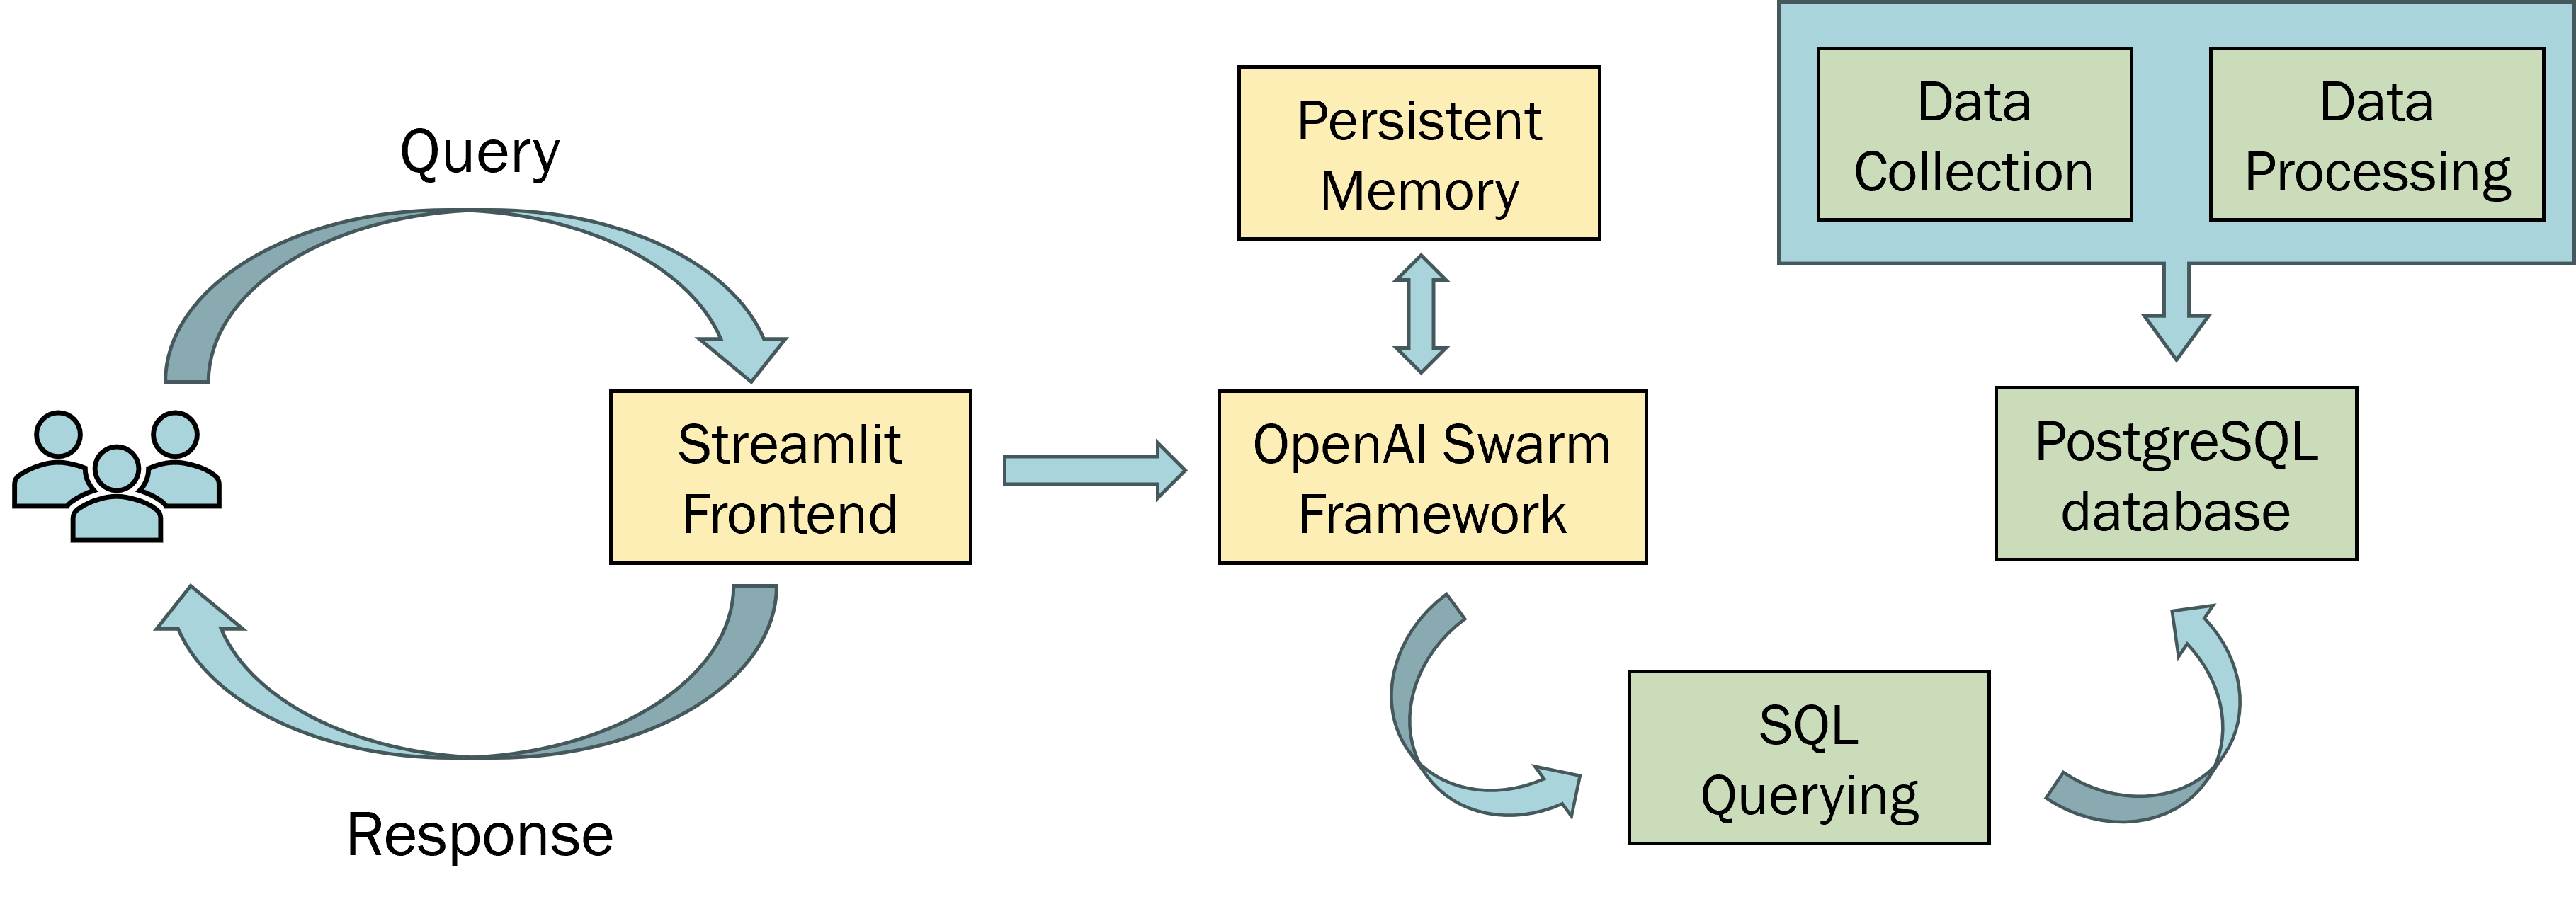 Query
Response
Streamlit
Frontend
Persistent
Memory
OpenAI Swarm
Framework
SQL
Querying
Data
Collection
Data
Processing
PostgreSQL
database